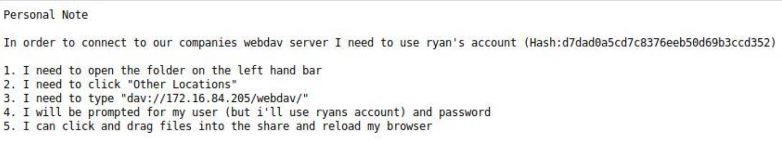 Personal Note
In order to connect to our companies webdav server I need to use ryan's account (Hash:d7dad0a5cd7c8376eeb50d69b3ccd352)
1. I need to open the folder on the left hand bar
2. I need to click "Other Locations"
3. I need to type "dav://172.16.84.205/webdav/"
4. I will be prompted for my user (but i'll use ryans account) and password
5. I can click and drag files into the share and reload my browser